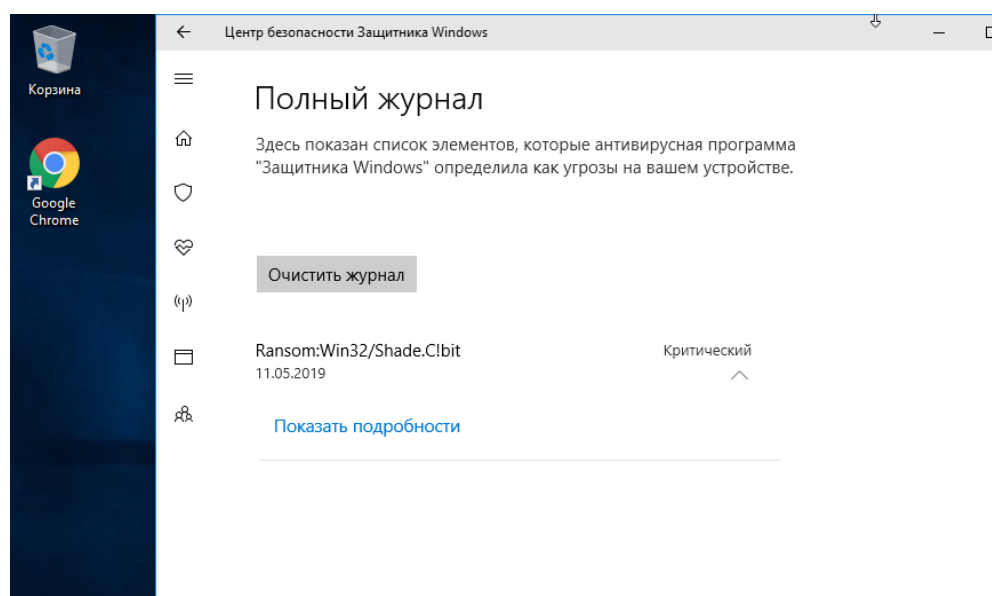 Центр безопасности Защитника Windows
Корзина
Google
Chrome
Полный журнал
Здесь показан список элементов, которые антивирусная программа
"Защитника Windows" определила как угрозы на вашем устройстве.
Очистить журнал
Ransom:Win32/Shade.C!bit
Критический
11.05.2019
Показать подробности